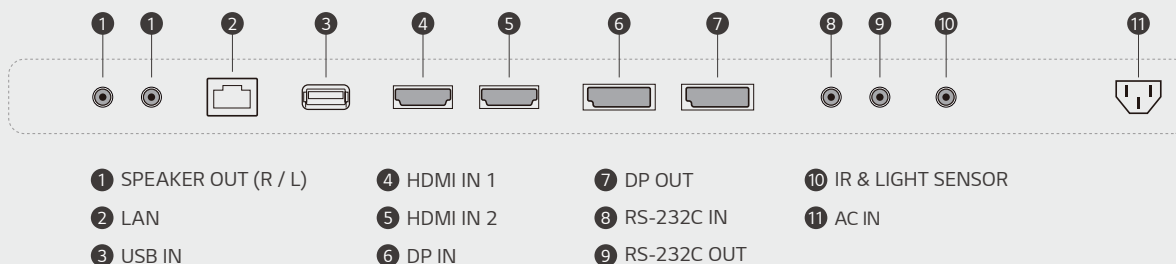 1 1 2 3 4 5 6 7 8 9 10 11
1 SPEAKER OUT (R / L)
2 LAN
3 USB IN
4 HDMI IN 1
5 HDMI IN 2
6 DP IN
7 DP OUT
8 RS-232C IN
9 RS-232C OUT
10 IR & LIGHT SENSOR
11 AC IN